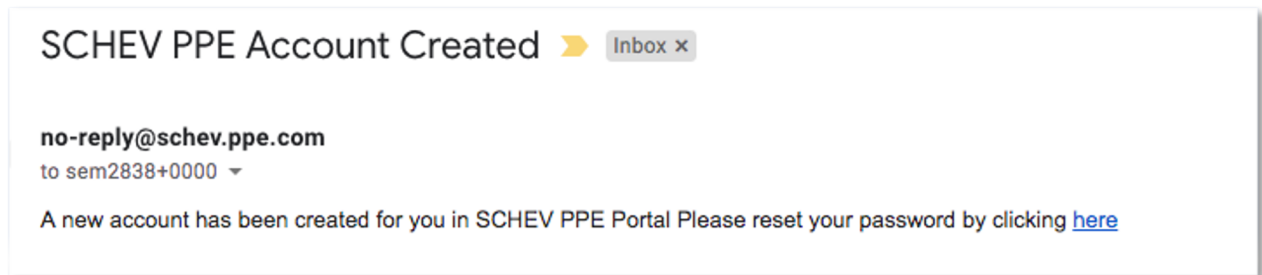 SCHEV PPE Account Created Inbox ×
no-reply@schev.ppe.com
to sem2838+0000
A new account has been created for you in SCHEV PPE Portal Please reset your password by clicking here